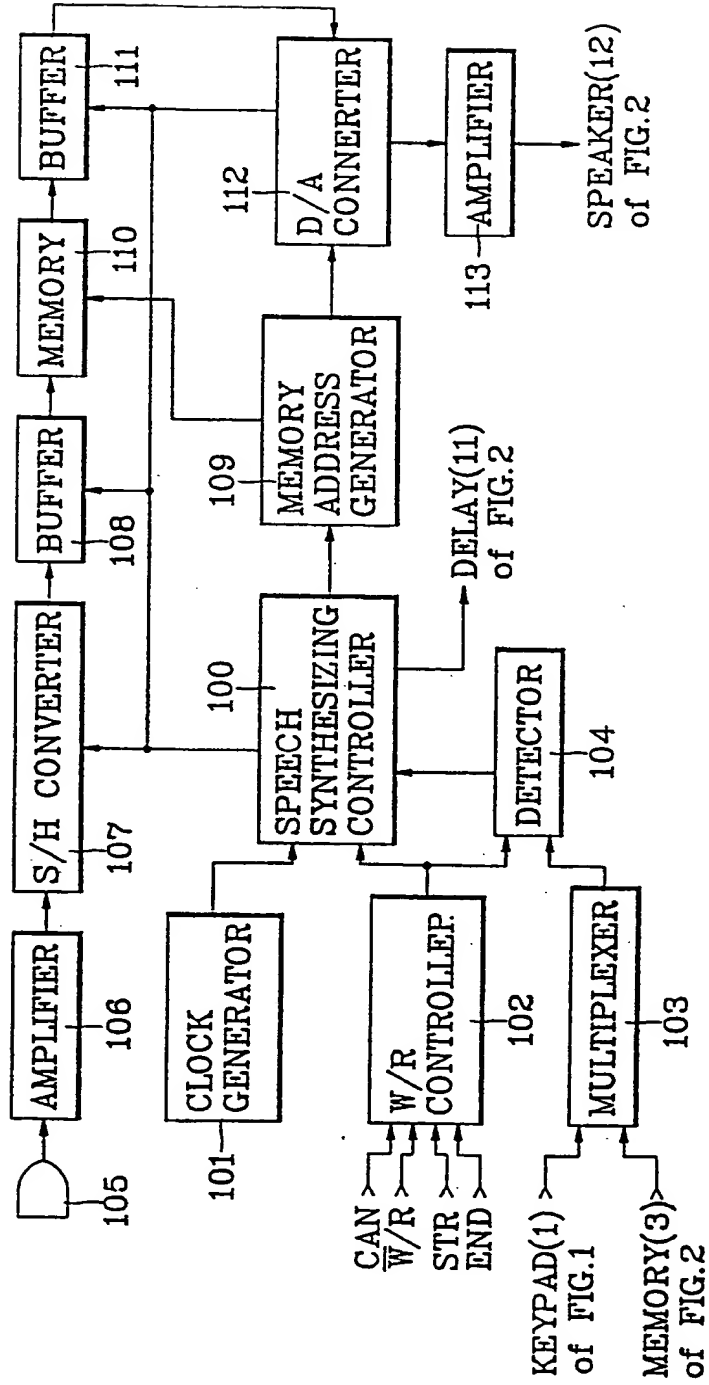 105
AMPLIFIER
106
S/H CONVERTER
107
BUFFER
108
MEMORY
110
BUFFER
111
CLOCK
GENERATOR
101
SPEECH
SYNTHESIZING
CONTROLLER
100
MEMORY
ADDRESS
GENERATOR
109
D/A
CONNERTER
112
CAN
W̅/R
STR
END
W/R
CONTROLLEP.
102
DETECTOR
104
DELAY(11)
of FIG.2
AMPLIFIER
113
KEYPAD(1)
of FIG.1
MEMORY(3)
of FIG.2
MULTIPLEXER
103
SPEAKER(12)
of FIG.2